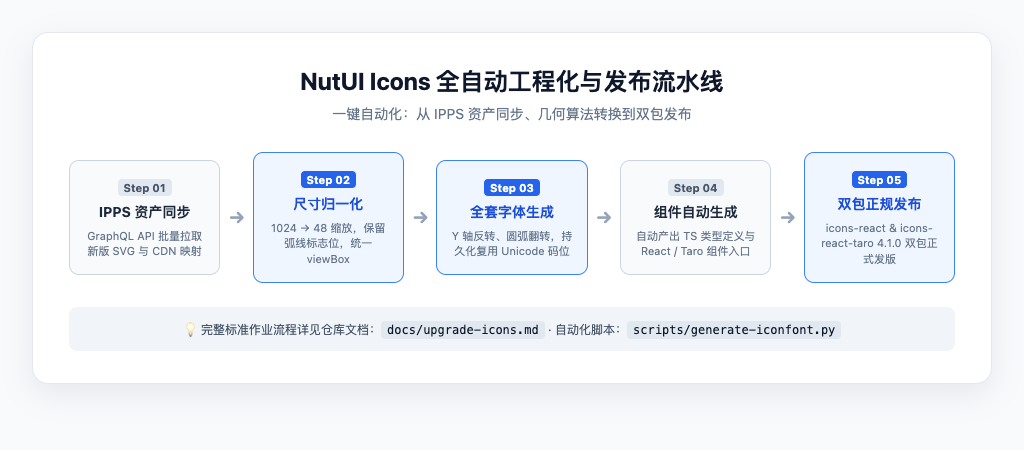 NutUI Icons 全自动工程化与发布流水线
一键自动化：从 IPPS 资产同步、几何算法转换到双包发布
Step 01
IPPS 资产同步
GraphQL API 批量拉取
新版 SVG 与 CDN 映射
→
Step 02
尺寸归一化
1024 → 48 缩放，保留
弧线标志位，统一
viewBox
→
Step 03
全套字体生成
Y 轴反转、圆弧翻转，持
久化复用 Unicode 码位
→
Step 04
组件自动生成
自动产出 TS 类型定义与
React / Taro 组件入口
→
Step 05
双包正规发布
icons-react & icons-
react-taro 4.1.0 双包正
式发版
💡 完整标准作业流程详见仓库文档： docs/upgrade-icons.md · 自动化脚本： scripts/generate-iconfont.py